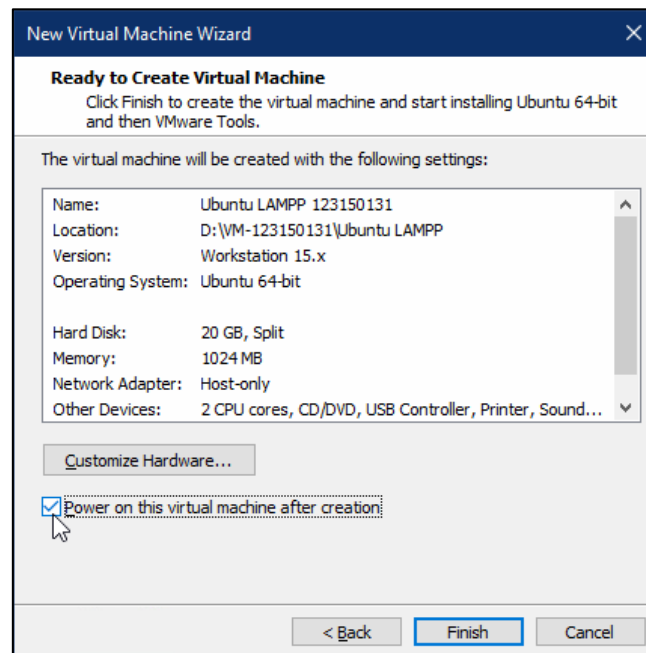 New Virtual Machine Wizard
Ready to Create Virtual Machine
Click Finish to create the virtual machine and start installing Ubuntu 64-bit
and then VMware Tools.
The virtual machine will be created with the following settings:
Name: Ubuntu LAMPP 123150131
Location: D:\VM-123150131\Ubuntu LAMPP
Version: Workstation 15.x
Operating System: Ubuntu 64-bit
Hard Disk: 20 GB, Split
Memory: 1024 MB
Network Adapter: Host-only
Other Devices: 2 CPU cores, CD/DVD, USB Controller, Printer, Sound...
Customize Hardware...
Power on this virtual machine after creation
< Back Finish Cancel